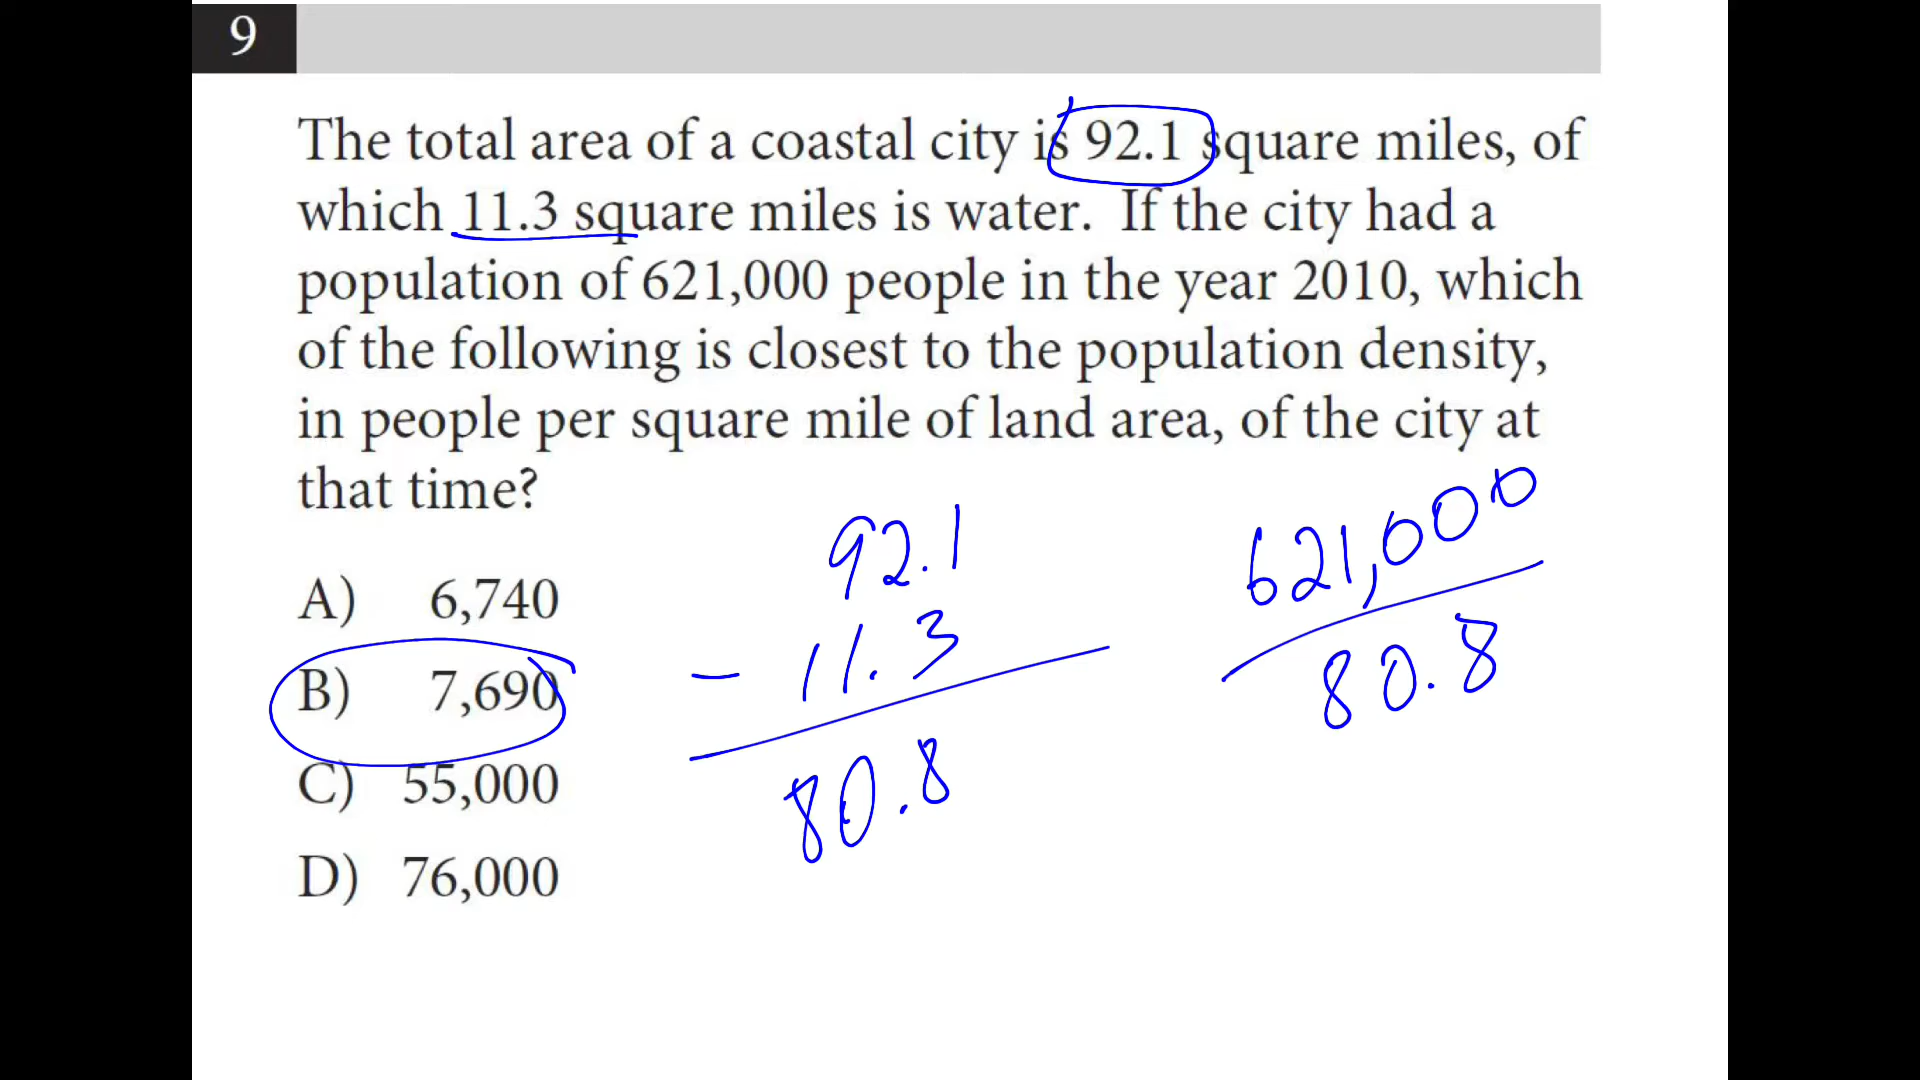 9
The total area of a coastal city is 92.1 square miles, of
which 11.3 square miles is water. If the city had a
population of 621,000 people in the year 2010, which
of the following is closest to the population density,
in people per square mile of land area, of the city at
that time?
A) 6,740
B) 7,690
C) 55,000
D) 76,000
92.1
- 11.3
80.8
621,000
80.8